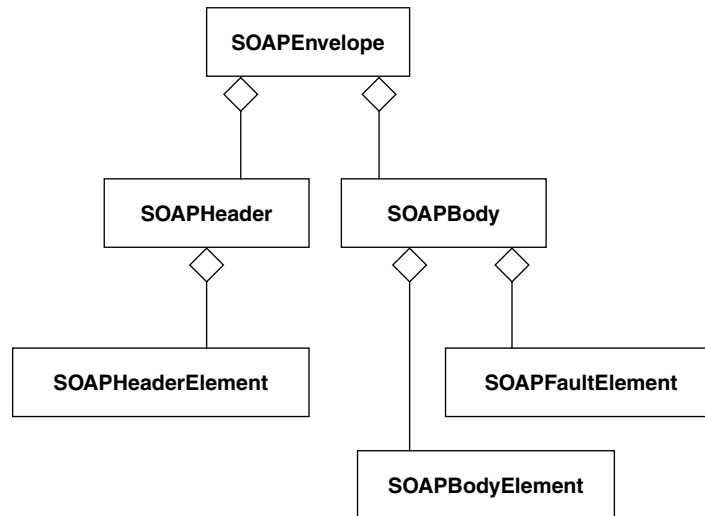 SOAPEnvelope
SOAPHeader
SOAPBody
SOAPHeaderElement
SOAPFaultElement
SOAPBodyElement